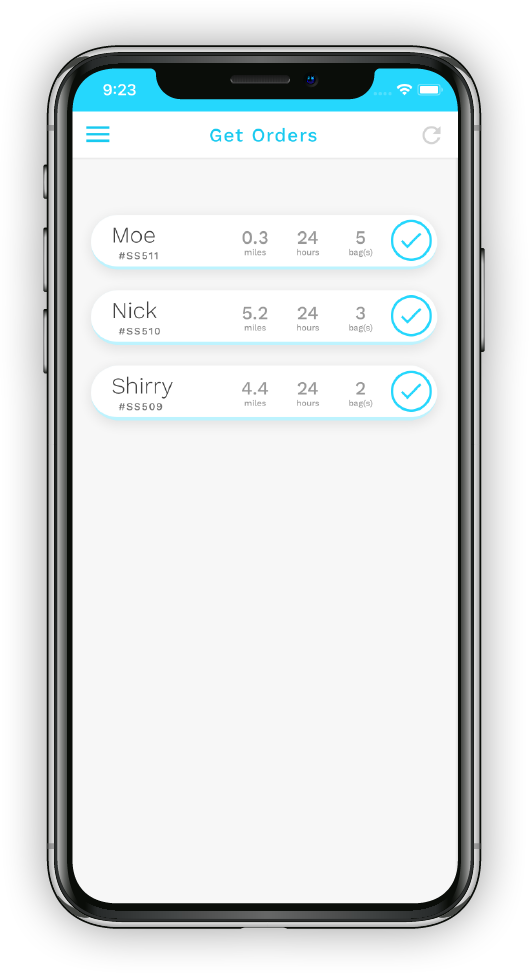 9:23
Get Orders
Moe 0.3 24 5
#SS511 miles hours bag(s)
Nick 5.2 24 3
#SS510 miles hours bag(s)
Shirry 4.4 24 2
#SS509 miles hours bag(s)